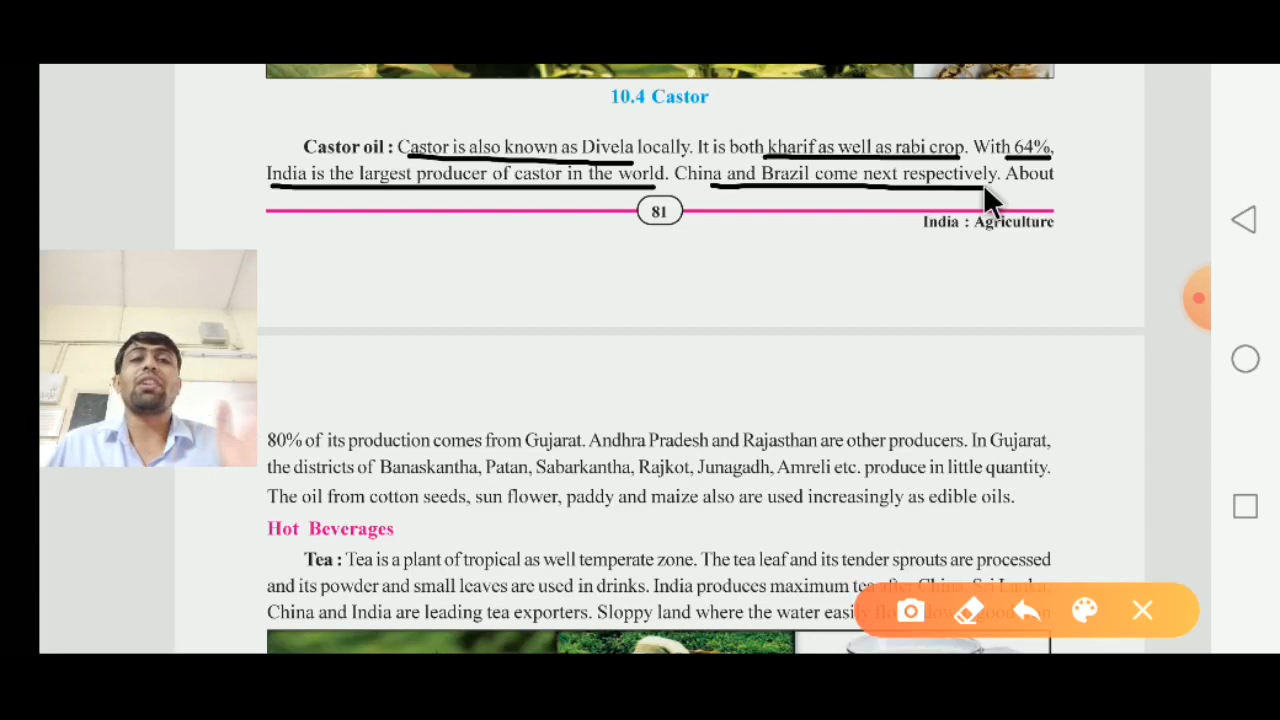 10.4 Castor
Castor oil : Castor is also known as Divela locally. It is both kharif as well as rabi crop. With 64%,
India is the largest producer of castor in the world. China and Brazil come next respectively. About
81
India : Agriculture
80% of its production comes from Gujarat. Andhra Pradesh and Rajasthan are other producers. In Gujarat,
the districts of Banaskantha, Patan, Sabarkantha, Rajkot, Junagadh, Amreli etc. produce in little quantity.
The oil from cotton seeds, sun flower, paddy and maize also are used increasingly as edible oils.
Hot Beverages
Tea : Tea is a plant of tropical as well temperate zone. The tea leaf and its tender sprouts are processed
and its powder and small leaves are used in drinks. India produces maximum tea after China. Sri Lanka,
China and India are leading tea exporters. Sloppy land where the water easily